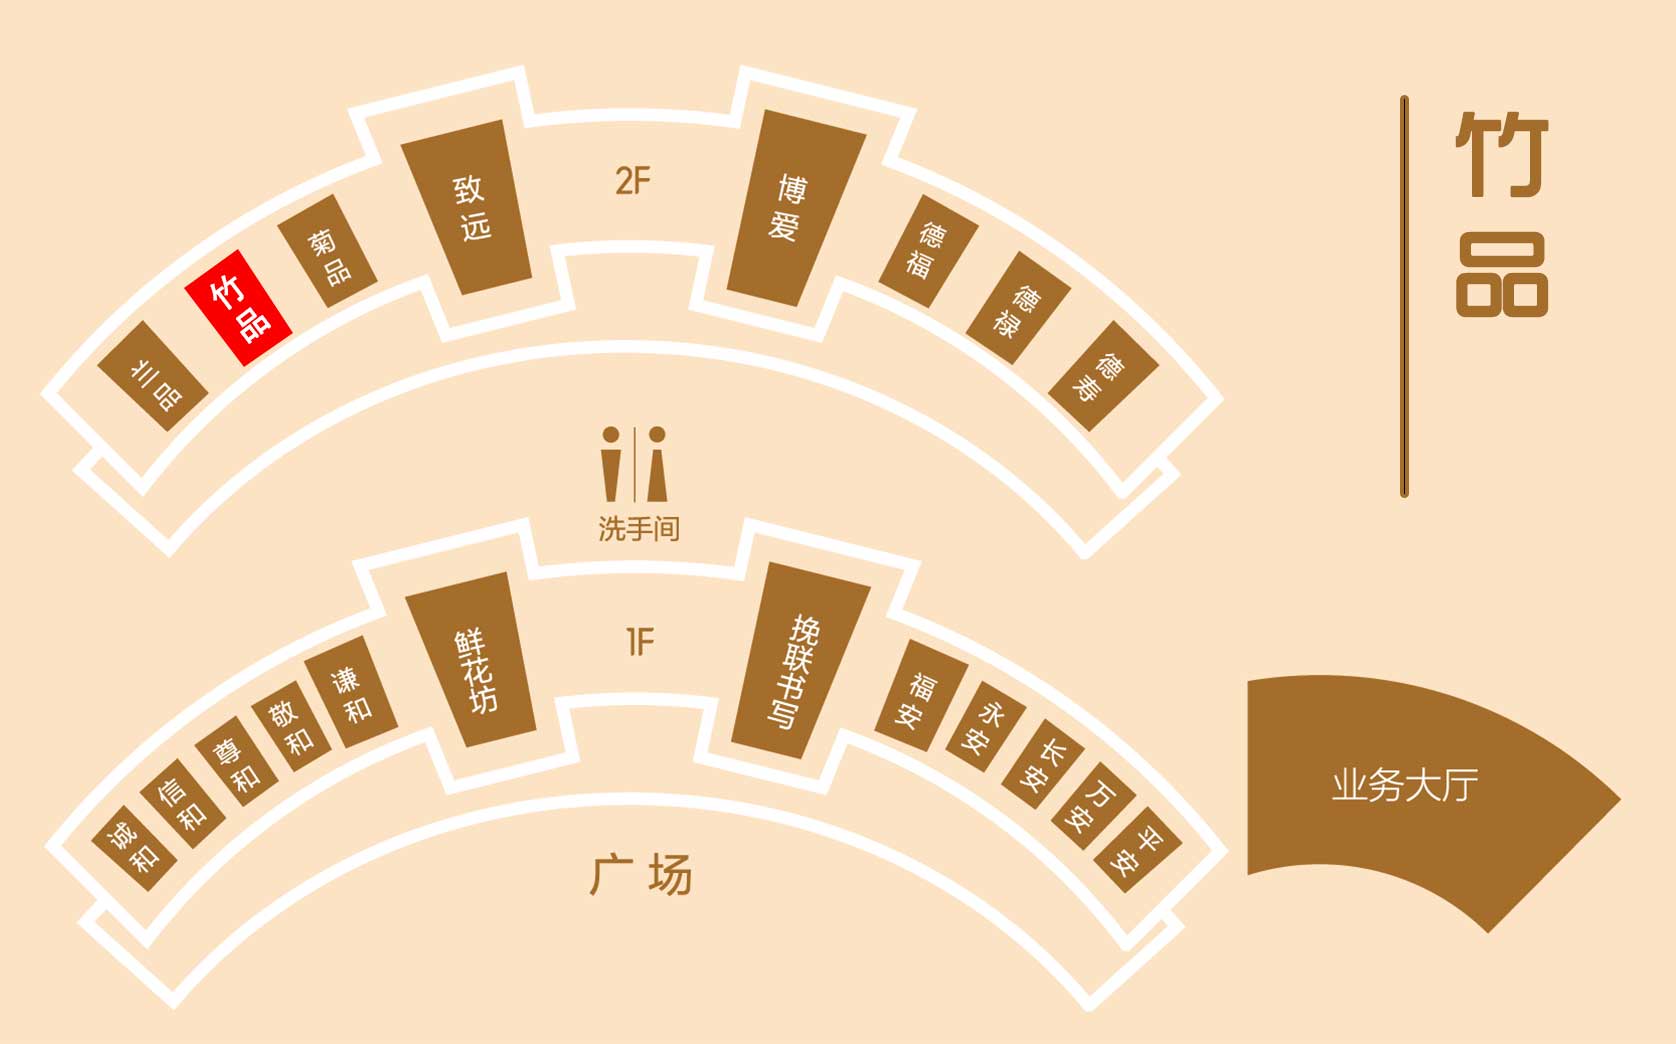 竹品
2F
致远
博爱
菊品
竹品
兰品
德福
德禄
德寿
洗手间
1F
鲜花坊
挽联书写
谦和
敬和
尊和
信和
诚和
福安
永安
长安
万安
平安
业务大厅
广场